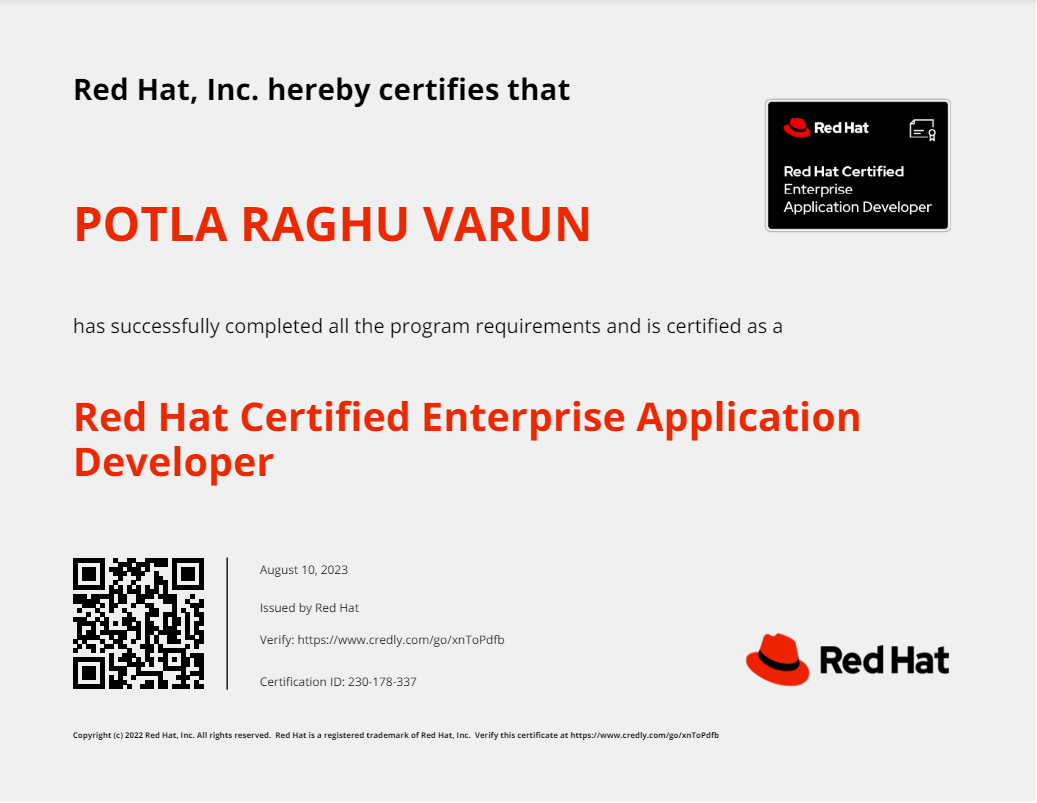 Red Hat, Inc. hereby certifies that
Red Hat
Red Hat Certified
Enterprise
Application Developer
POTLA RAGHU VARUN
has successfully completed all the program requirements and is certified as a
Red Hat Certified Enterprise Application
Developer
August 10, 2023
Issued by Red Hat
Verify: https://www.credly.com/go/xnToPdfb
Certification ID: 230-178-337
Red Hat
Copyright (c) 2022 Red Hat, Inc. All rights reserved. Red Hat is a registered trademark of Red Hat, Inc. Verify this certificate at https://www.credly.com/go/xnToPdfb